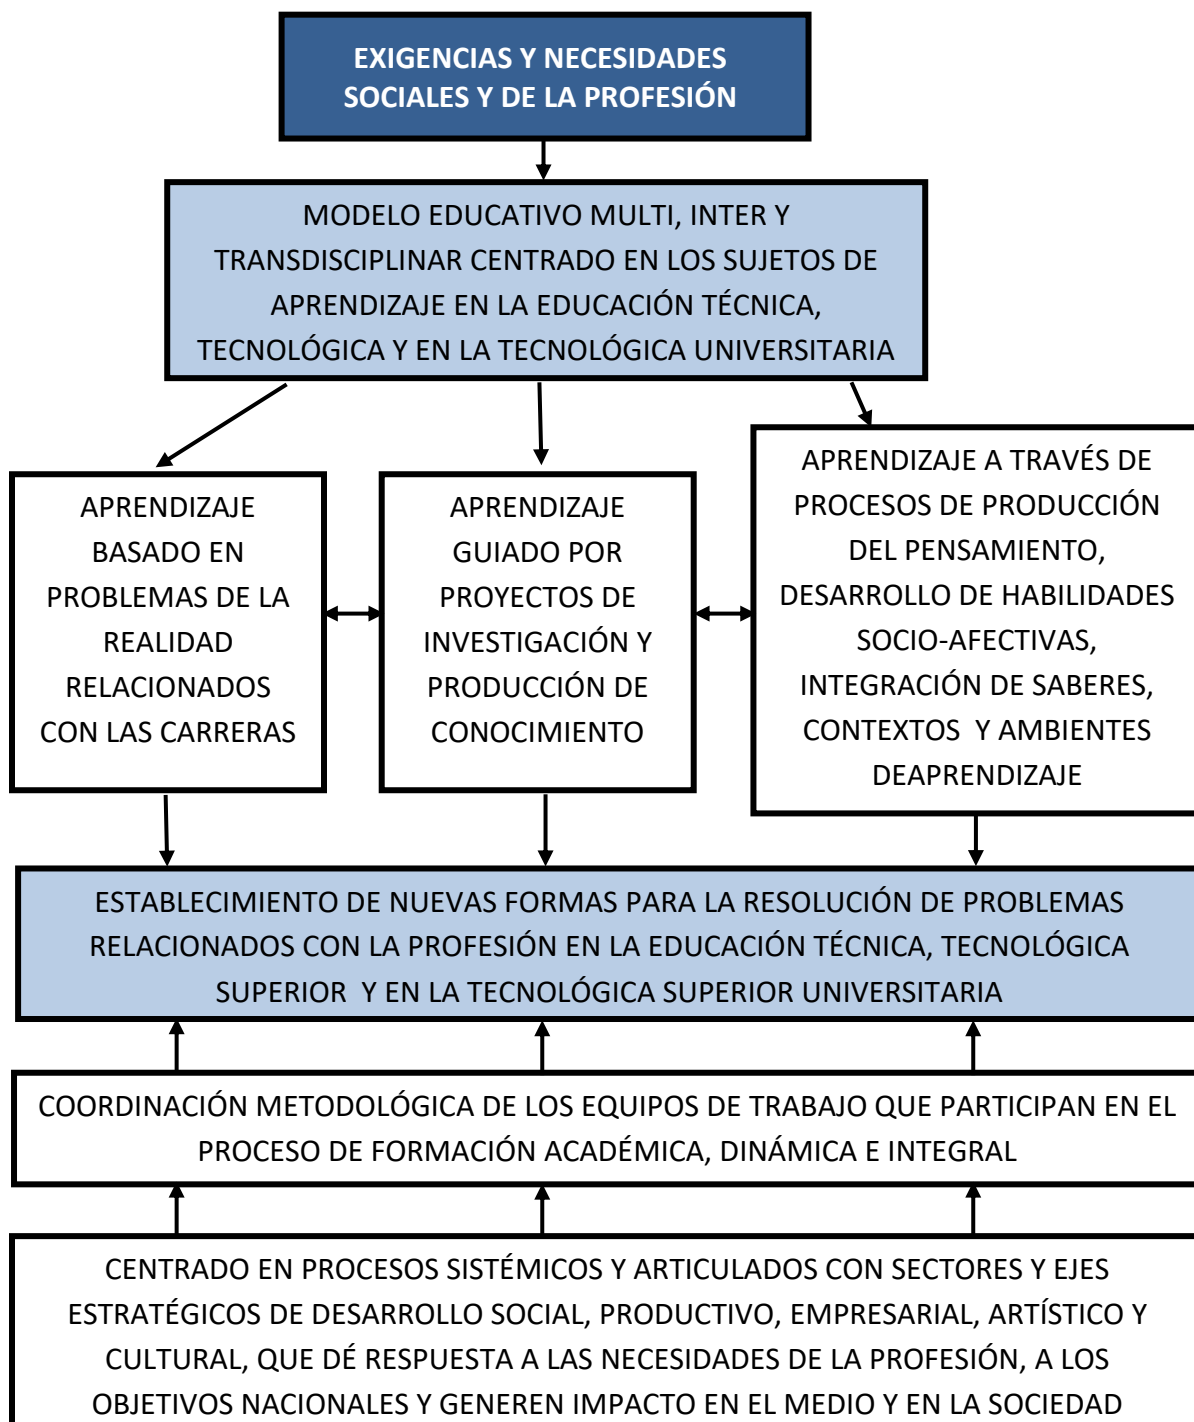 EXIGENCIAS Y NECESIDADES
SOCIALES Y DE LA PROFESIÓN
MODELO EDUCATIVO MULTI, INTER Y
TRANSDISCIPLINAR CENTRADO EN LOS SUJETOS DE
APRENDIZAJE EN LA EDUCACIÓN TÉCNICA,
TECNOLÓGICA Y EN LA TECNOLÓGICA UNIVERSITARIA
APRENDIZAJE
BASADO EN
PROBLEMAS DE LA
REALIDAD
RELACIONADOS
CON LAS CARRERAS
APRENDIZAJE
GUIADO POR
PROYECTOS DE
INVESTIGACIÓN Y
PRODUCCIÓN DE
CONOCIMIENTO
APRENDIZAJE A TRAVÉS DE
PROCESOS DE PRODUCCIÓN
DEL PENSAMIENTO,
DESARROLLO DE HABILIDADES
SOCIO-AFECTIVAS,
INTEGRACIÓN DE SABERES,
CONTEXTOS  Y AMBIENTES
DEAPRENDIZAJE
ESTABLECIMIENTO DE NUEVAS FORMAS PARA LA RESOLUCIÓN DE PROBLEMAS
RELACIONADOS CON LA PROFESIÓN EN LA EDUCACIÓN TÉCNICA, TECNOLÓGICA
SUPERIOR  Y EN LA TECNOLÓGICA SUPERIOR UNIVERSITARIA
COORDINACIÓN METODOLÓGICA DE LOS EQUIPOS DE TRABAJO QUE PARTICIPAN EN EL
PROCESO DE FORMACIÓN ACADÉMICA, DINÁMICA E INTEGRAL
CENTRADO EN PROCESOS SISTÉMICOS Y ARTICULADOS CON SECTORES Y EJES
ESTRATÉGICOS DE DESARROLLO SOCIAL, PRODUCTIVO, EMPRESARIAL, ARTÍSTICO Y
CULTURAL, QUE DÉ RESPUESTA A LAS NECESIDADES DE LA PROFESIÓN, A LOS
OBJETIVOS NACIONALES Y GENEREN IMPACTO EN EL MEDIO Y EN LA SOCIEDAD